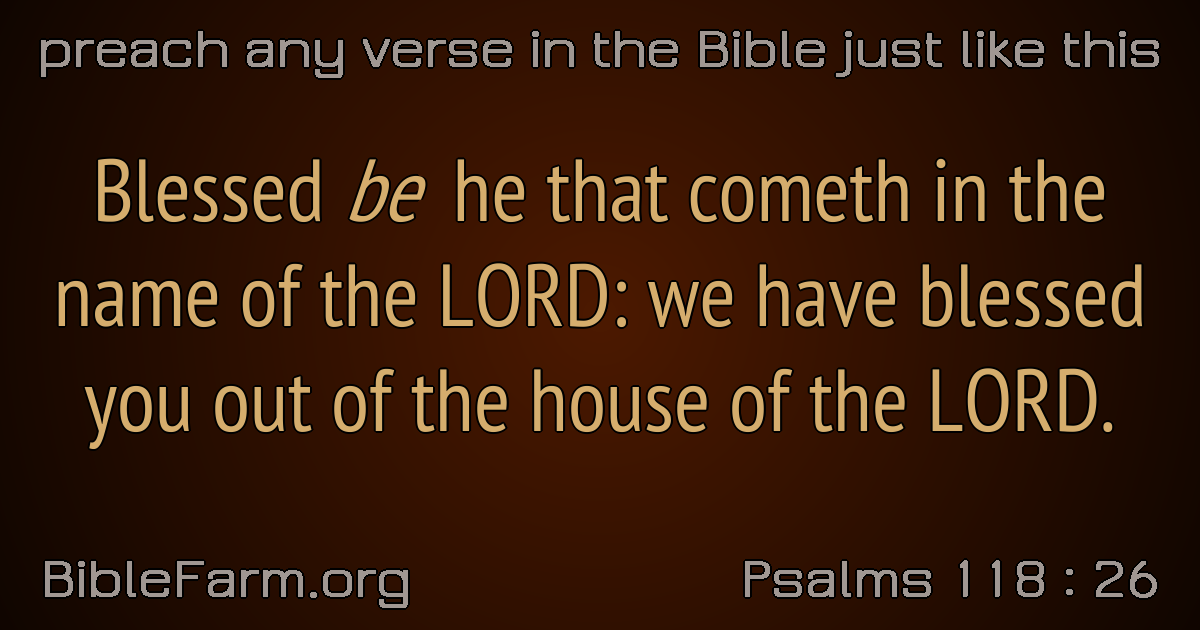 preach any verse in the Bible just like this
Blessed be he that cometh in the
name of the LORD: we have blessed
you out of the house of the LORD.
BibleFarm.org
Psalms 118 : 26